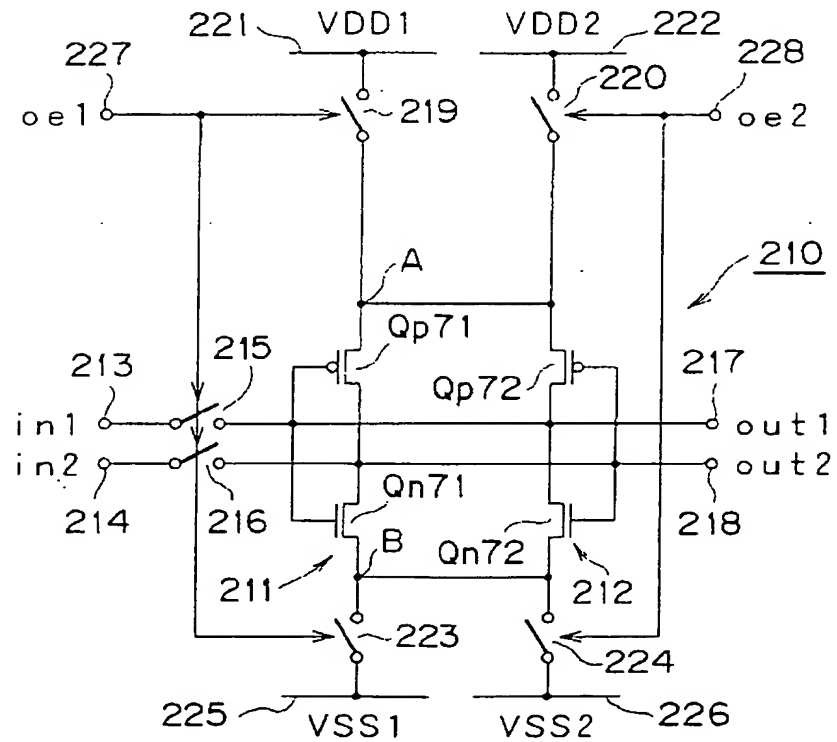 221 VDD1 VDD2 222
227 220 228
oe1 219 oe2
A 210
Qp71
213 215 Qp72 217
in1 out1
in2 out2
214 216 Qn71 218
B Qn72
211 212
223 224
225 VSS1 VSS2 226